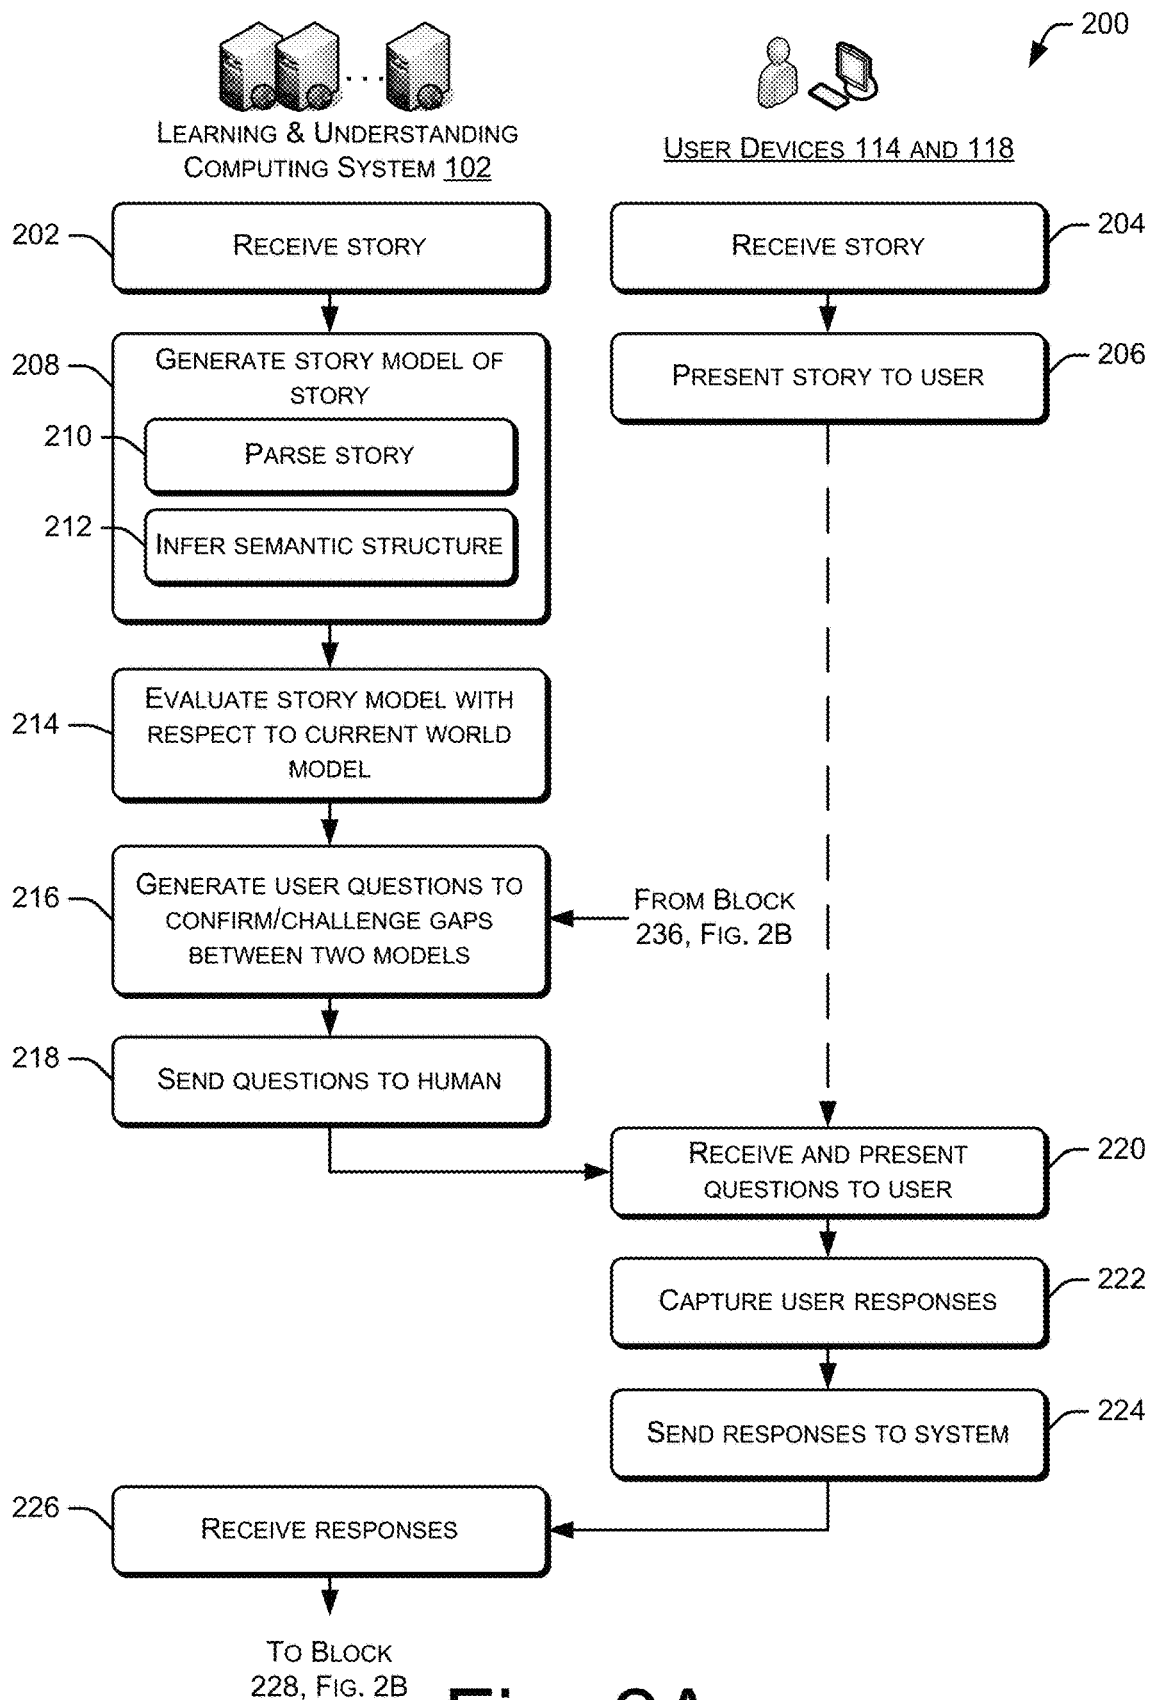 200
LEARNING & UNDERSTANDING
COMPUTING SYSTEM 102
USER DEVICES 114 AND 118
202
RECEIVE STORY
RECEIVE STORY
204
208
GENERATE STORY MODEL OF
STORY
PRESENT STORY TO USER
206
210
PARSE STORY
212
INFER SEMANTIC STRUCTURE
214
EVALUATE STORY MODEL WITH
RESPECT TO CURRENT WORLD
MODEL
216
GENERATE USER QUESTIONS TO
CONFIRM/CHALLENGE GAPS
BETWEEN TWO MODELS
FROM BLOCK
236, FIG. 2B
218
SEND QUESTIONS TO HUMAN
RECEIVE AND PRESENT
QUESTIONS TO USER
220
CAPTURE USER RESPONSES
222
SEND RESPONSES TO SYSTEM
224
226
RECEIVE RESPONSES
TO BLOCK
228, FIG. 2B